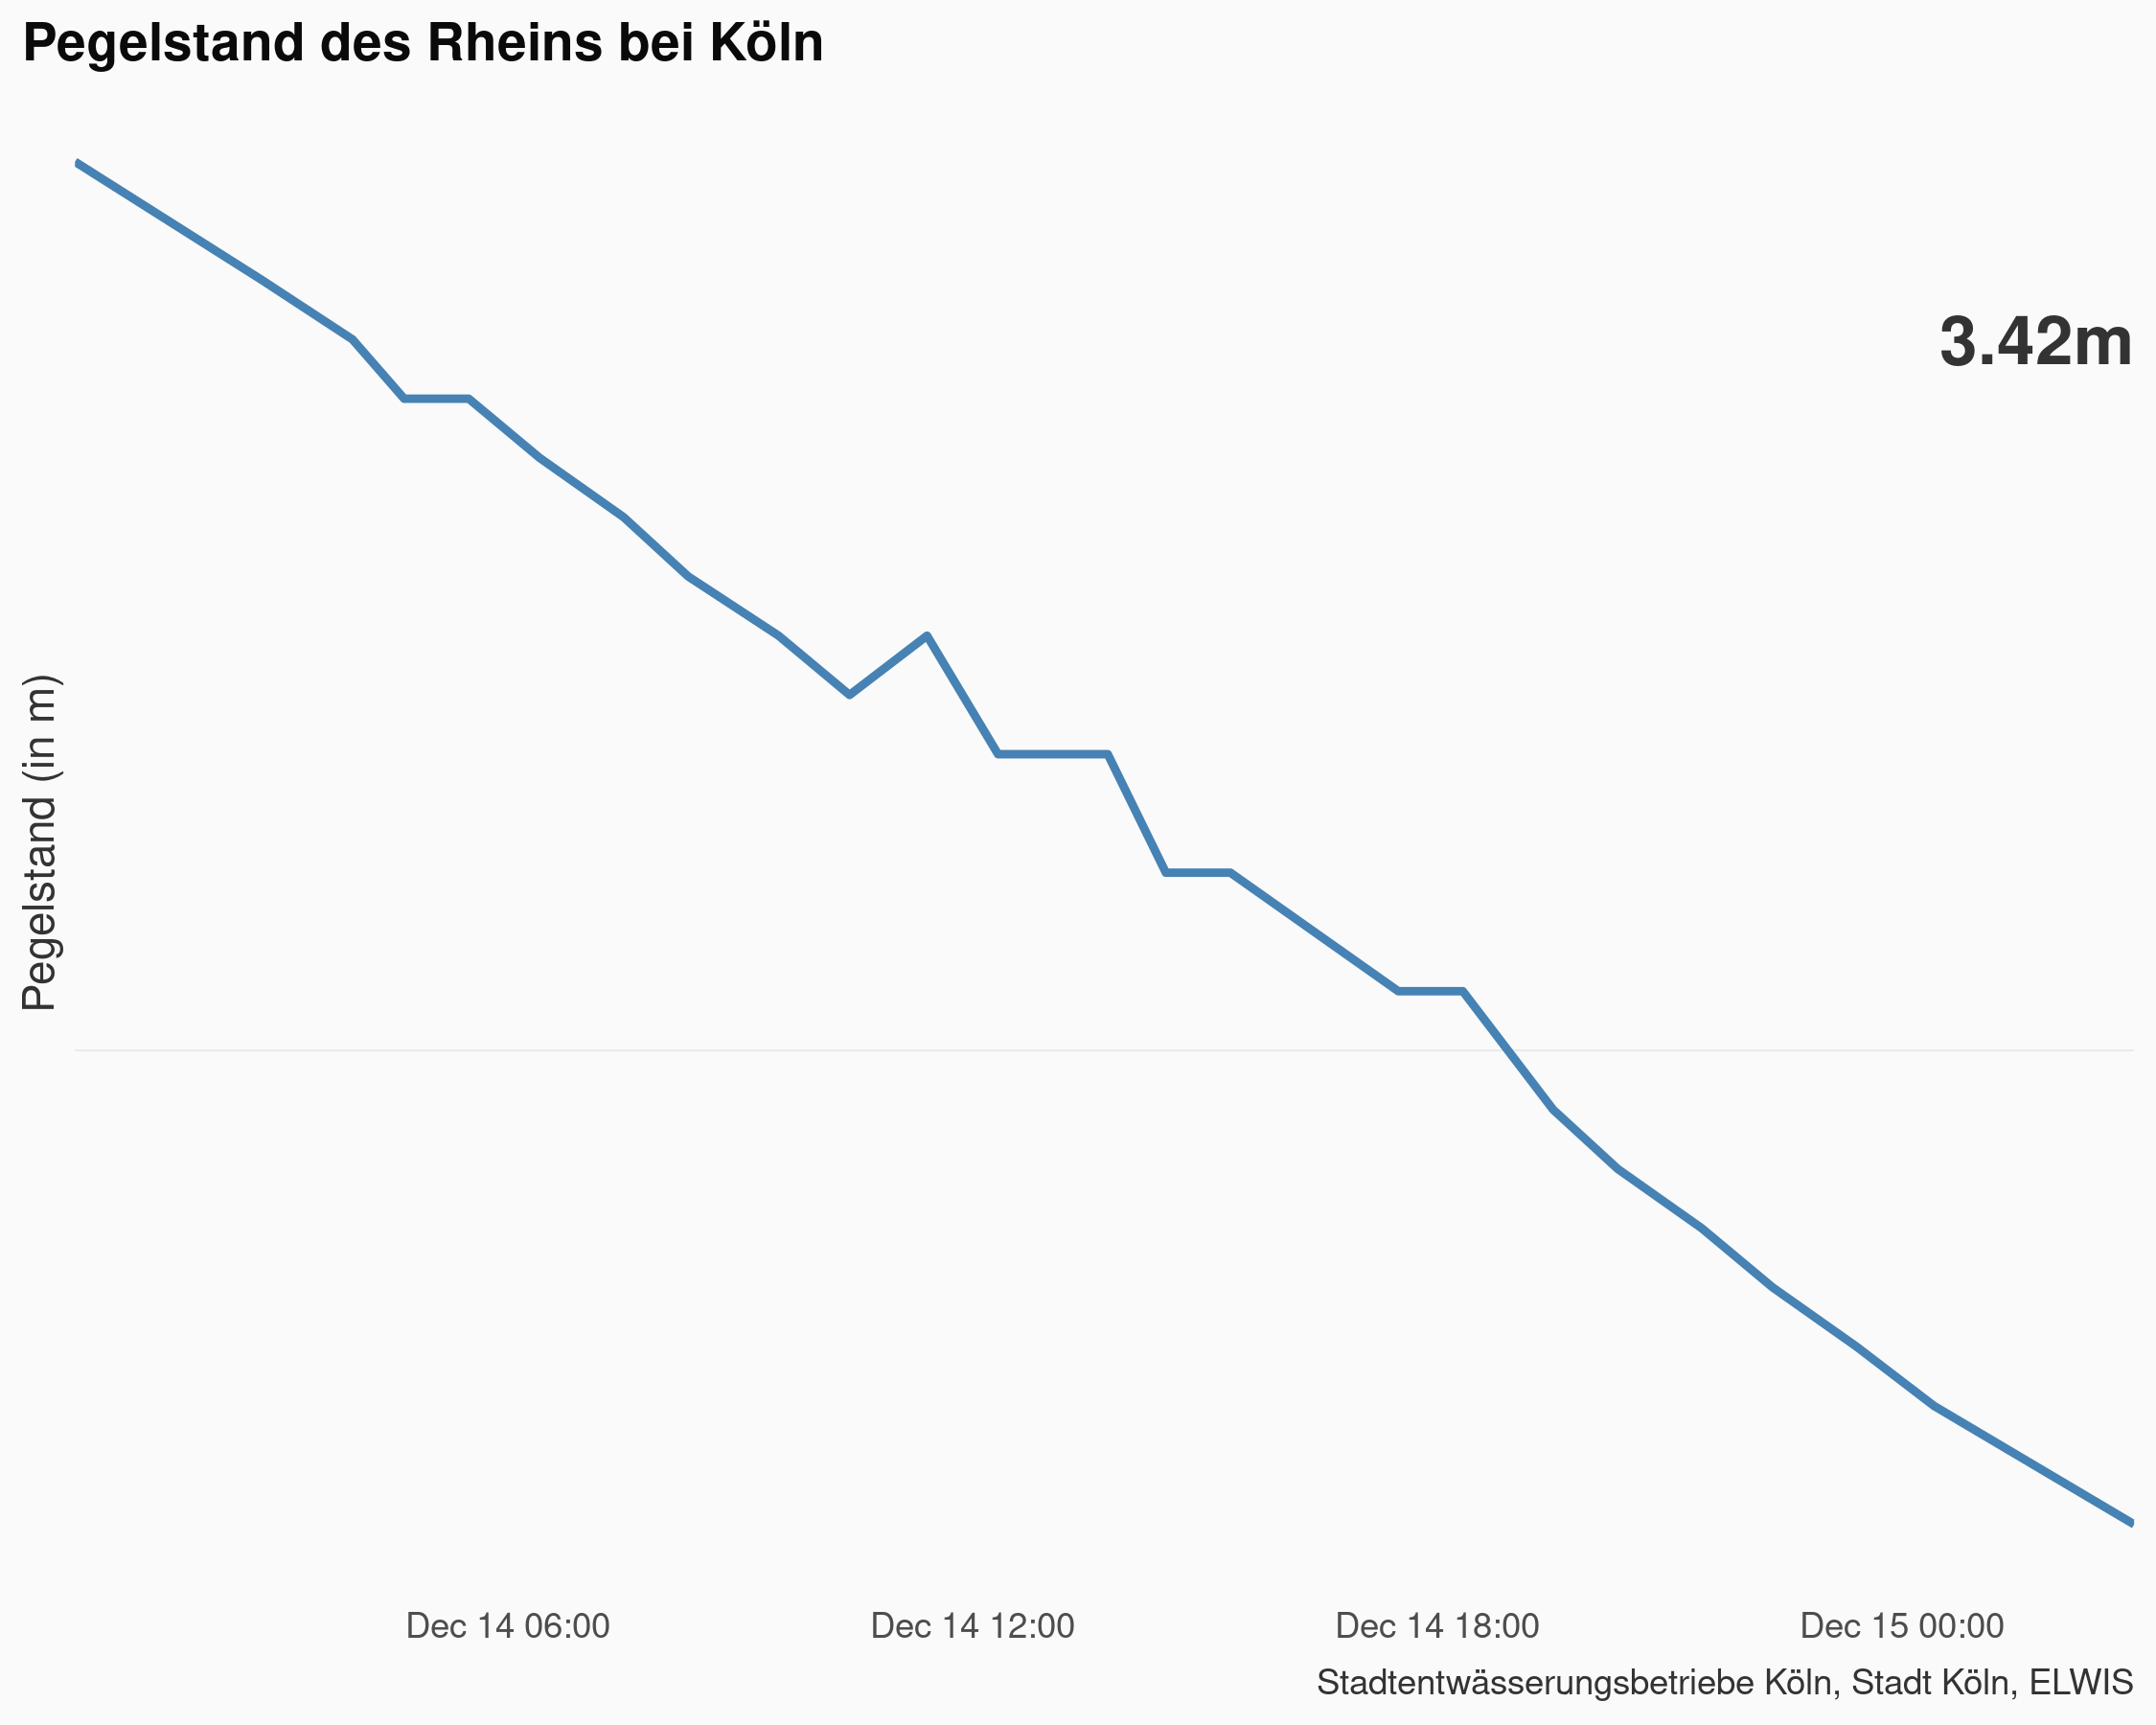 Pegelstand des Rheins bei Köln
3.42m
Pegelstand (in m)
Dec 14 06:00
Dec 14 12:00
Dec 14 18:00
Dec 15 00:00
Stadtentwässerungsbetriebe Köln, Stadt Köln, ELWIS